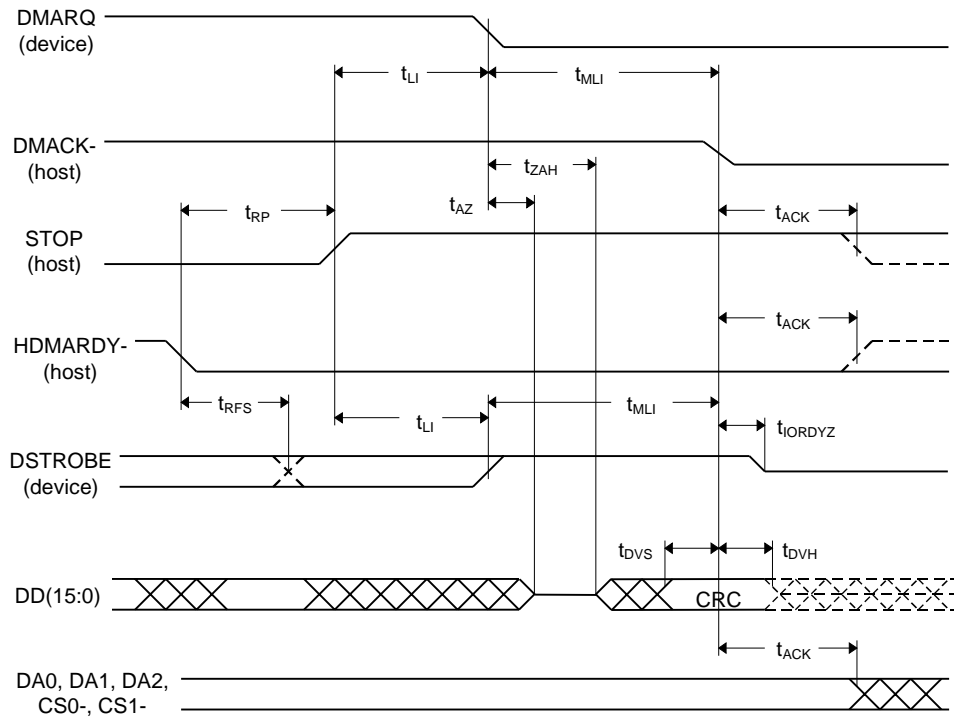 DMARQ
(device)
tLI
tMLI
DMACK-
(host)
tZAH
tAZ
tRP
tACK
STOP
(host)
tACK
HDMARDY-
(host)
tRFS
tLI
tMLI
tIORDYZ
DSTROBE
(device)
tDVS
tDVH
DD(15:0)
CRC
tACK
DA0, DA1, DA2,
CS0-, CS1-